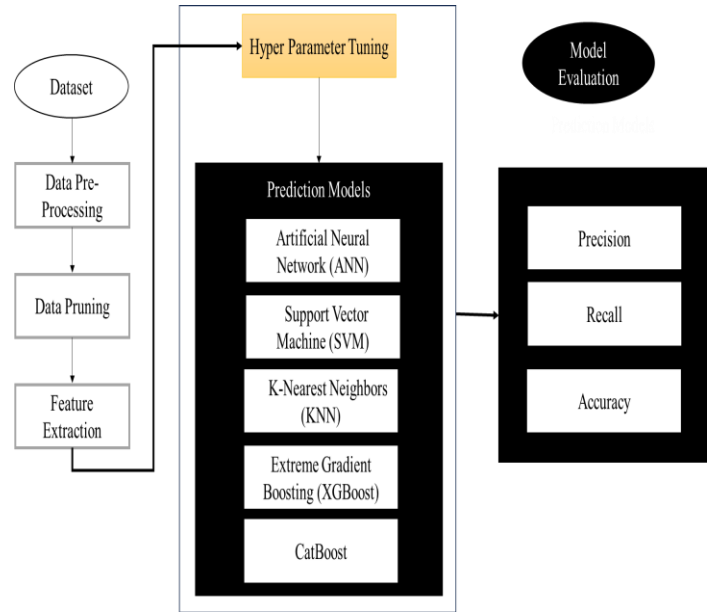 Dataset
Data Pre-
Processing
Data Pruning
Feature
Extraction
Hyper Parameter Tuning
Prediction Models
Artificial Neural
Network (ANN)
Support Vector
Machine (SVM)
K-Nearest Neighbors
(KNN)
Extreme Gradient
Boosting (XGBoost)
CatBoost
Model
Evaluation
Precision
Recall
Accuracy